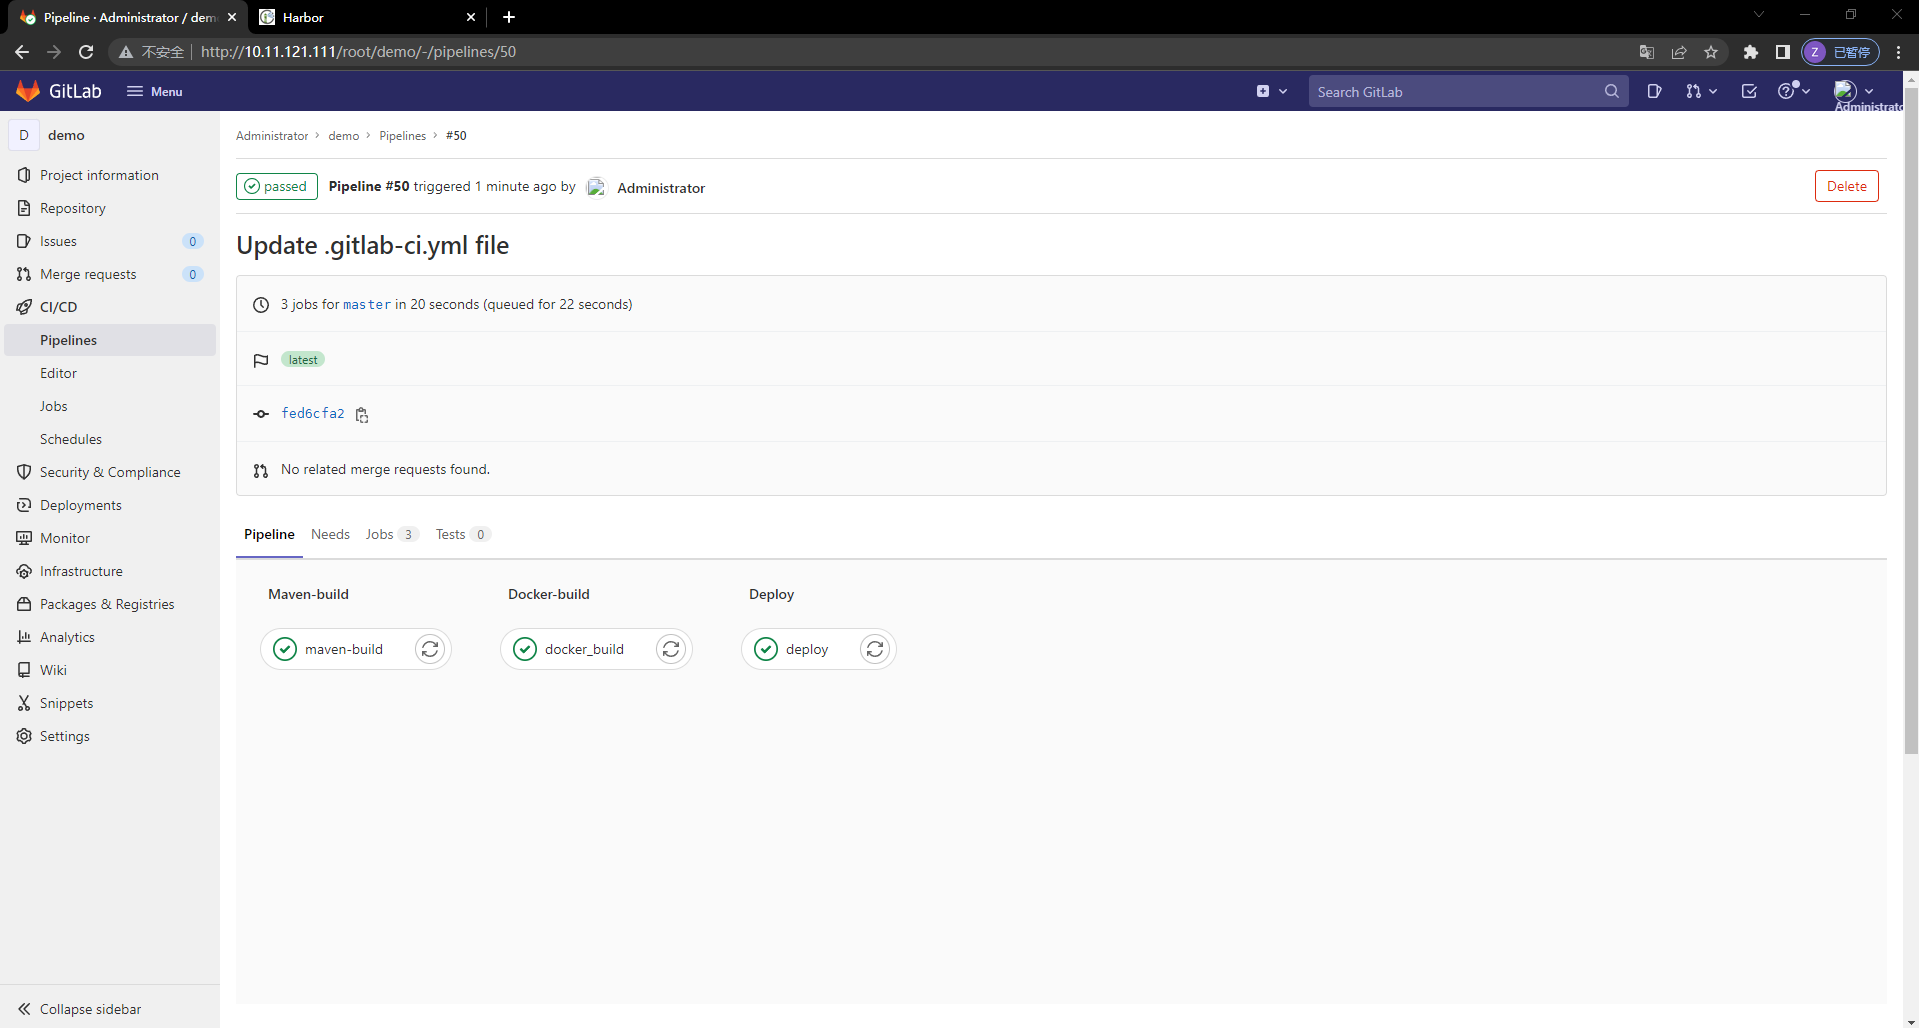 Pipeline · Administrator / dem
Harbor
不安全 http://10.11.121.111/root/demo/-/pipelines/50
Z 已暂停
GitLab Menu
Search GitLab
Administrato
D demo
Project information
Repository
Issues 0
Merge requests 0
CI/CD
Pipelines
Editor
Jobs
Schedules
Security & Compliance
Deployments
Monitor
Infrastructure
Packages & Registries
Analytics
Wiki
Snippets
Settings
Collapse sidebar
Administrator › demo › Pipelines › #50
passed Pipeline #50 triggered 1 minute ago by Administrator
Delete
Update .gitlab-ci.yml file
3 jobs for master in 20 seconds (queued for 22 seconds)
latest
fed6cfa2
No related merge requests found.
Pipeline Needs Jobs 3 Tests 0
Maven-build Docker-build Deploy
maven-build docker_build deploy